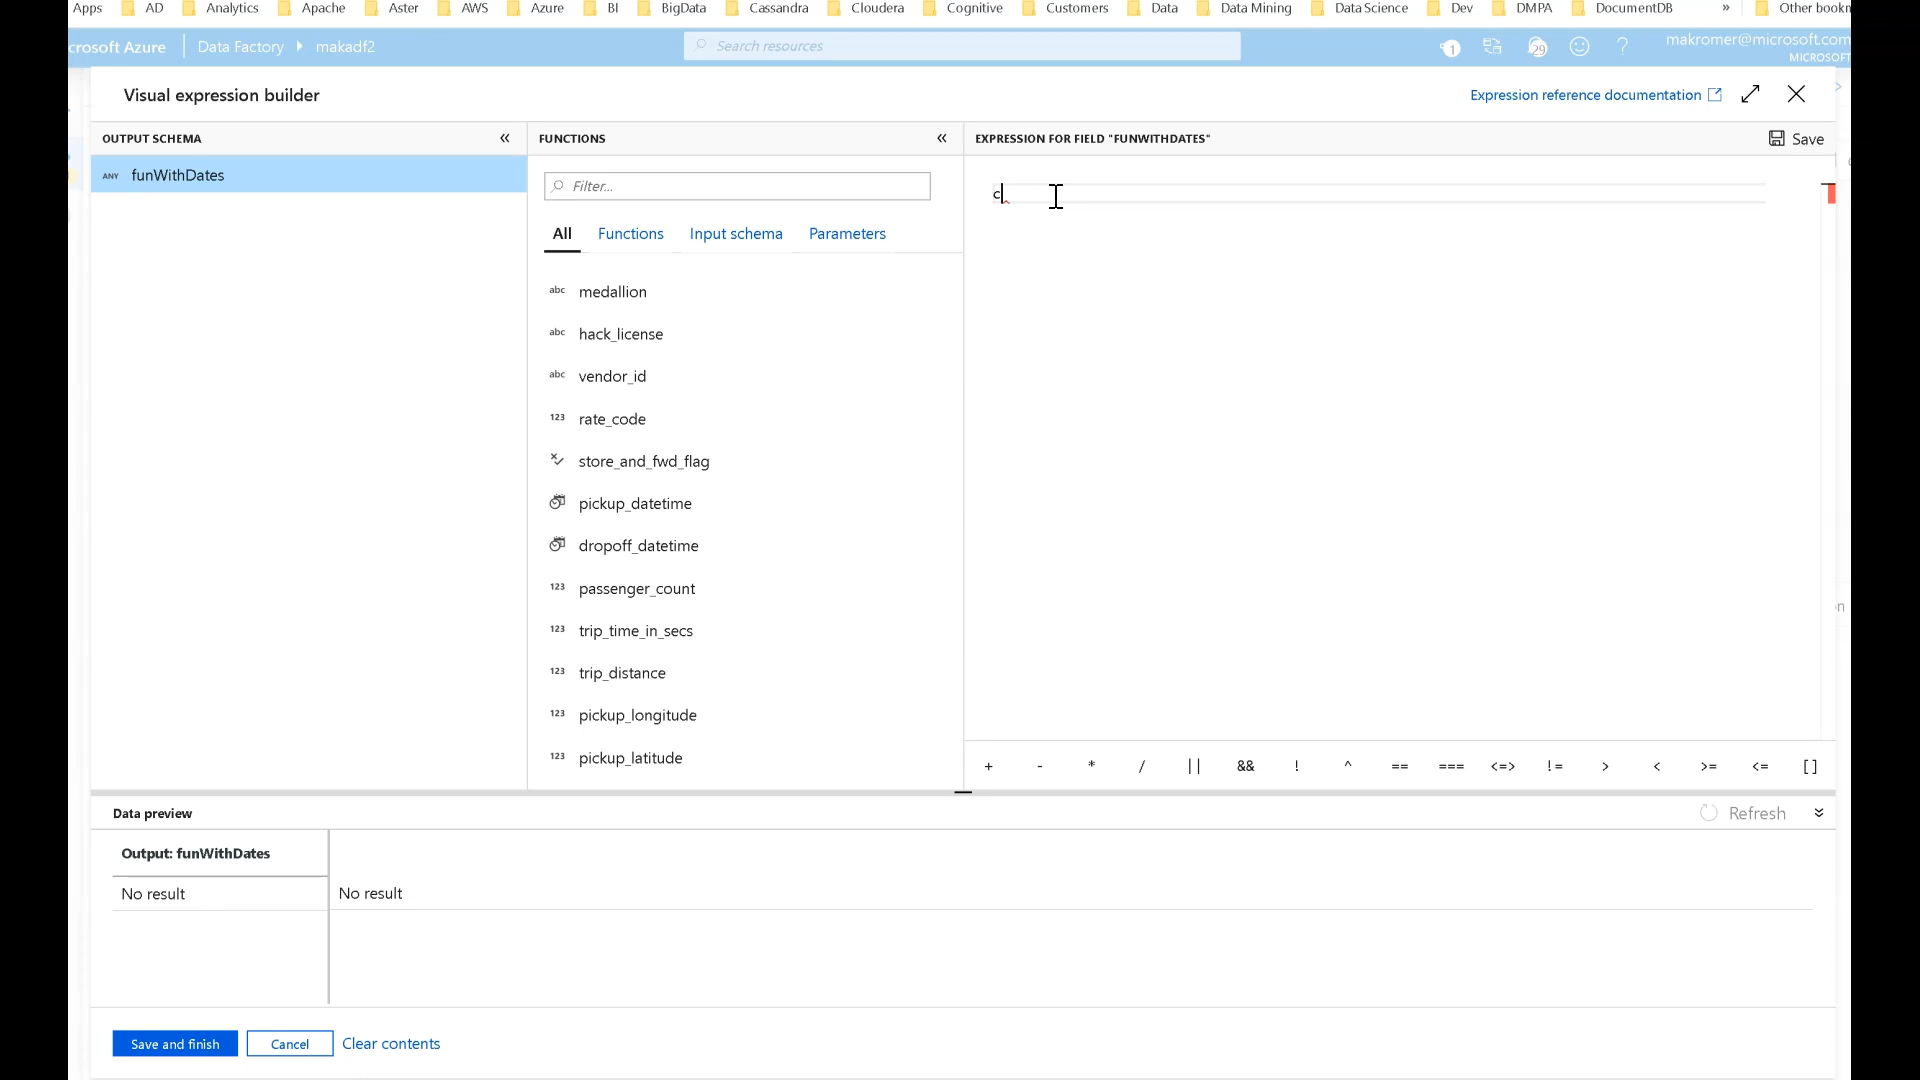 Apps AD Analytics Apache Aster AWS Azure BI BigData Cassandra Cloudera Cognitive Customers Data Data Mining Data Science Dev DMPA DocumentDB » Other bookn
crosoft Azure Data Factory makadf2 Search resources 1 29 ? makromer@microsoft.com
MICROSOFT
Visual expression builder Expression reference documentation
OUTPUT SCHEMA « FUNCTIONS « EXPRESSION FOR FIELD "FUNWITHDATES" Save
ANY funWithDates Filter... c
All Functions Input schema Parameters
abc medallion
abc hack_license
abc vendor_id
123 rate_code
store_and_fwd_flag
pickup_datetime
dropoff_datetime
123 passenger_count
on
123 trip_time_in_secs
123 trip_distance
123 pickup_longitude
123 pickup_latitude
+ - * / || && ! ^ == === <=> != > < >= <= []
Data preview Refresh
Output: funWithDates
No result No result
Save and finish Cancel Clear contents